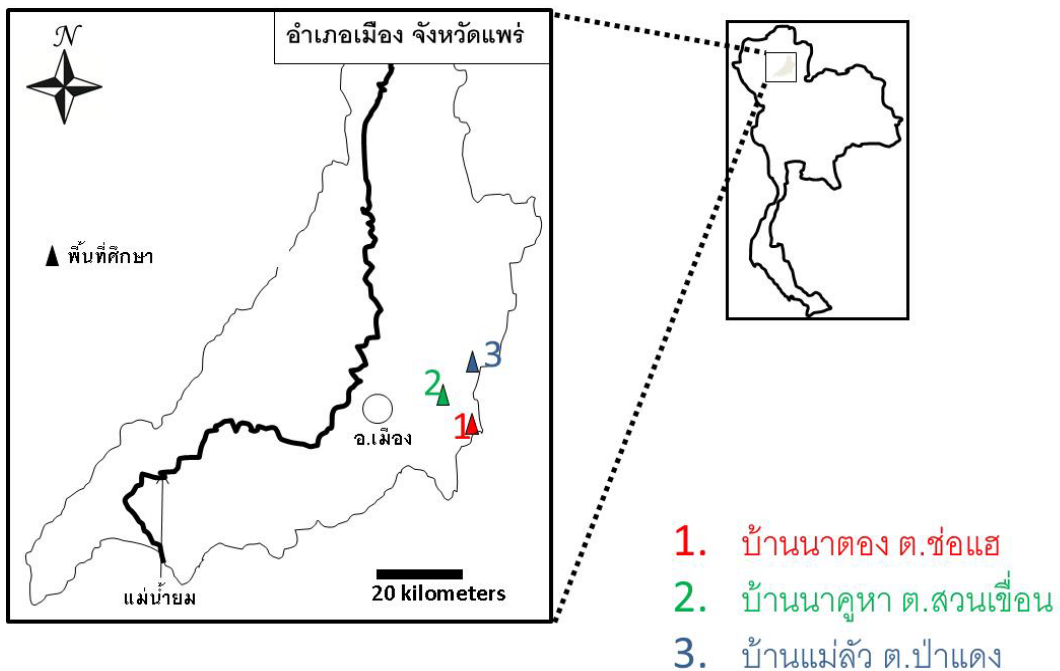 N
อำเภอเมือง จังหวัดแพร่
พื้นที่ศึกษา
3
2
1
อ.เมือง
แม่น้ำยม
20 kilometers
1. บ้านนาตอง ต.ช่อแฮ
2. บ้านนาคูหา ต.สวนเขื่อน
3. บ้านแม่ลัว ต.ป่าแดง